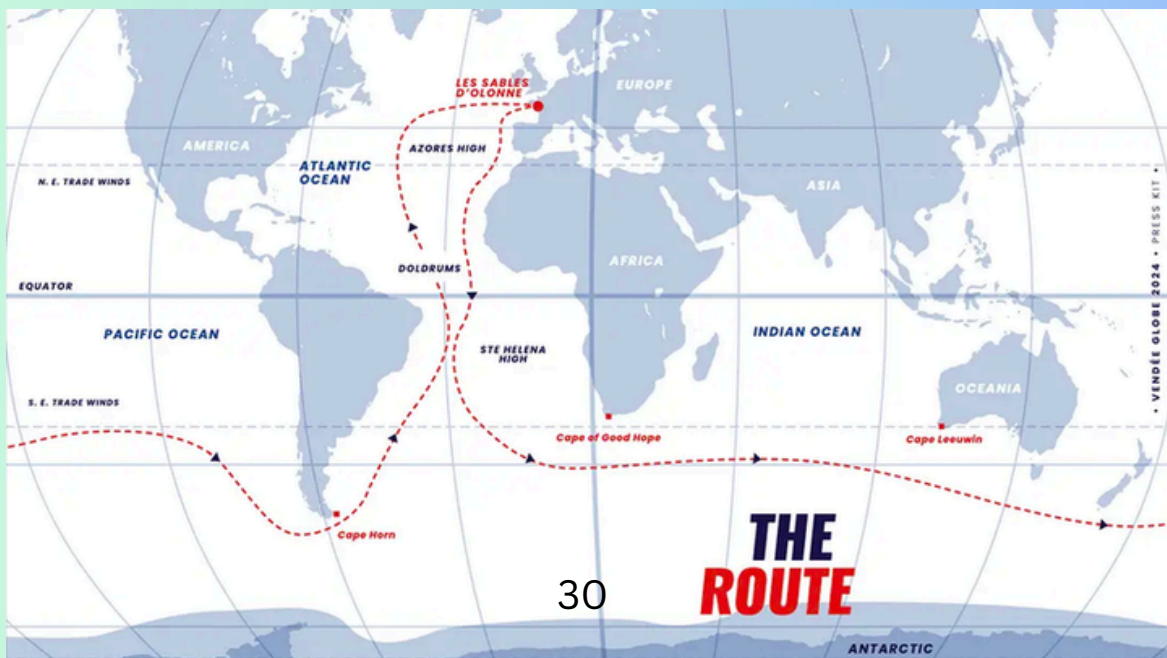 LES SABLES
D'OLONNE
EUROPE
AMERICA
AZORES HIGH
ATLANTIC
OCEAN
N. E. TRADE WINDS
ASIA
AFRICA
DOLDRUMS
EQUATOR
PACIFIC OCEAN
INDIAN OCEAN
STE HELENA
HIGH
OCEANIA
S. E. TRADE WINDS
Cape of Good Hope
Cape Leeuwin
Cape Horn
THE
ROUTE
30
ANTARCTIC
• VENDÉE GLOBE 2024 • PRESS KIT •